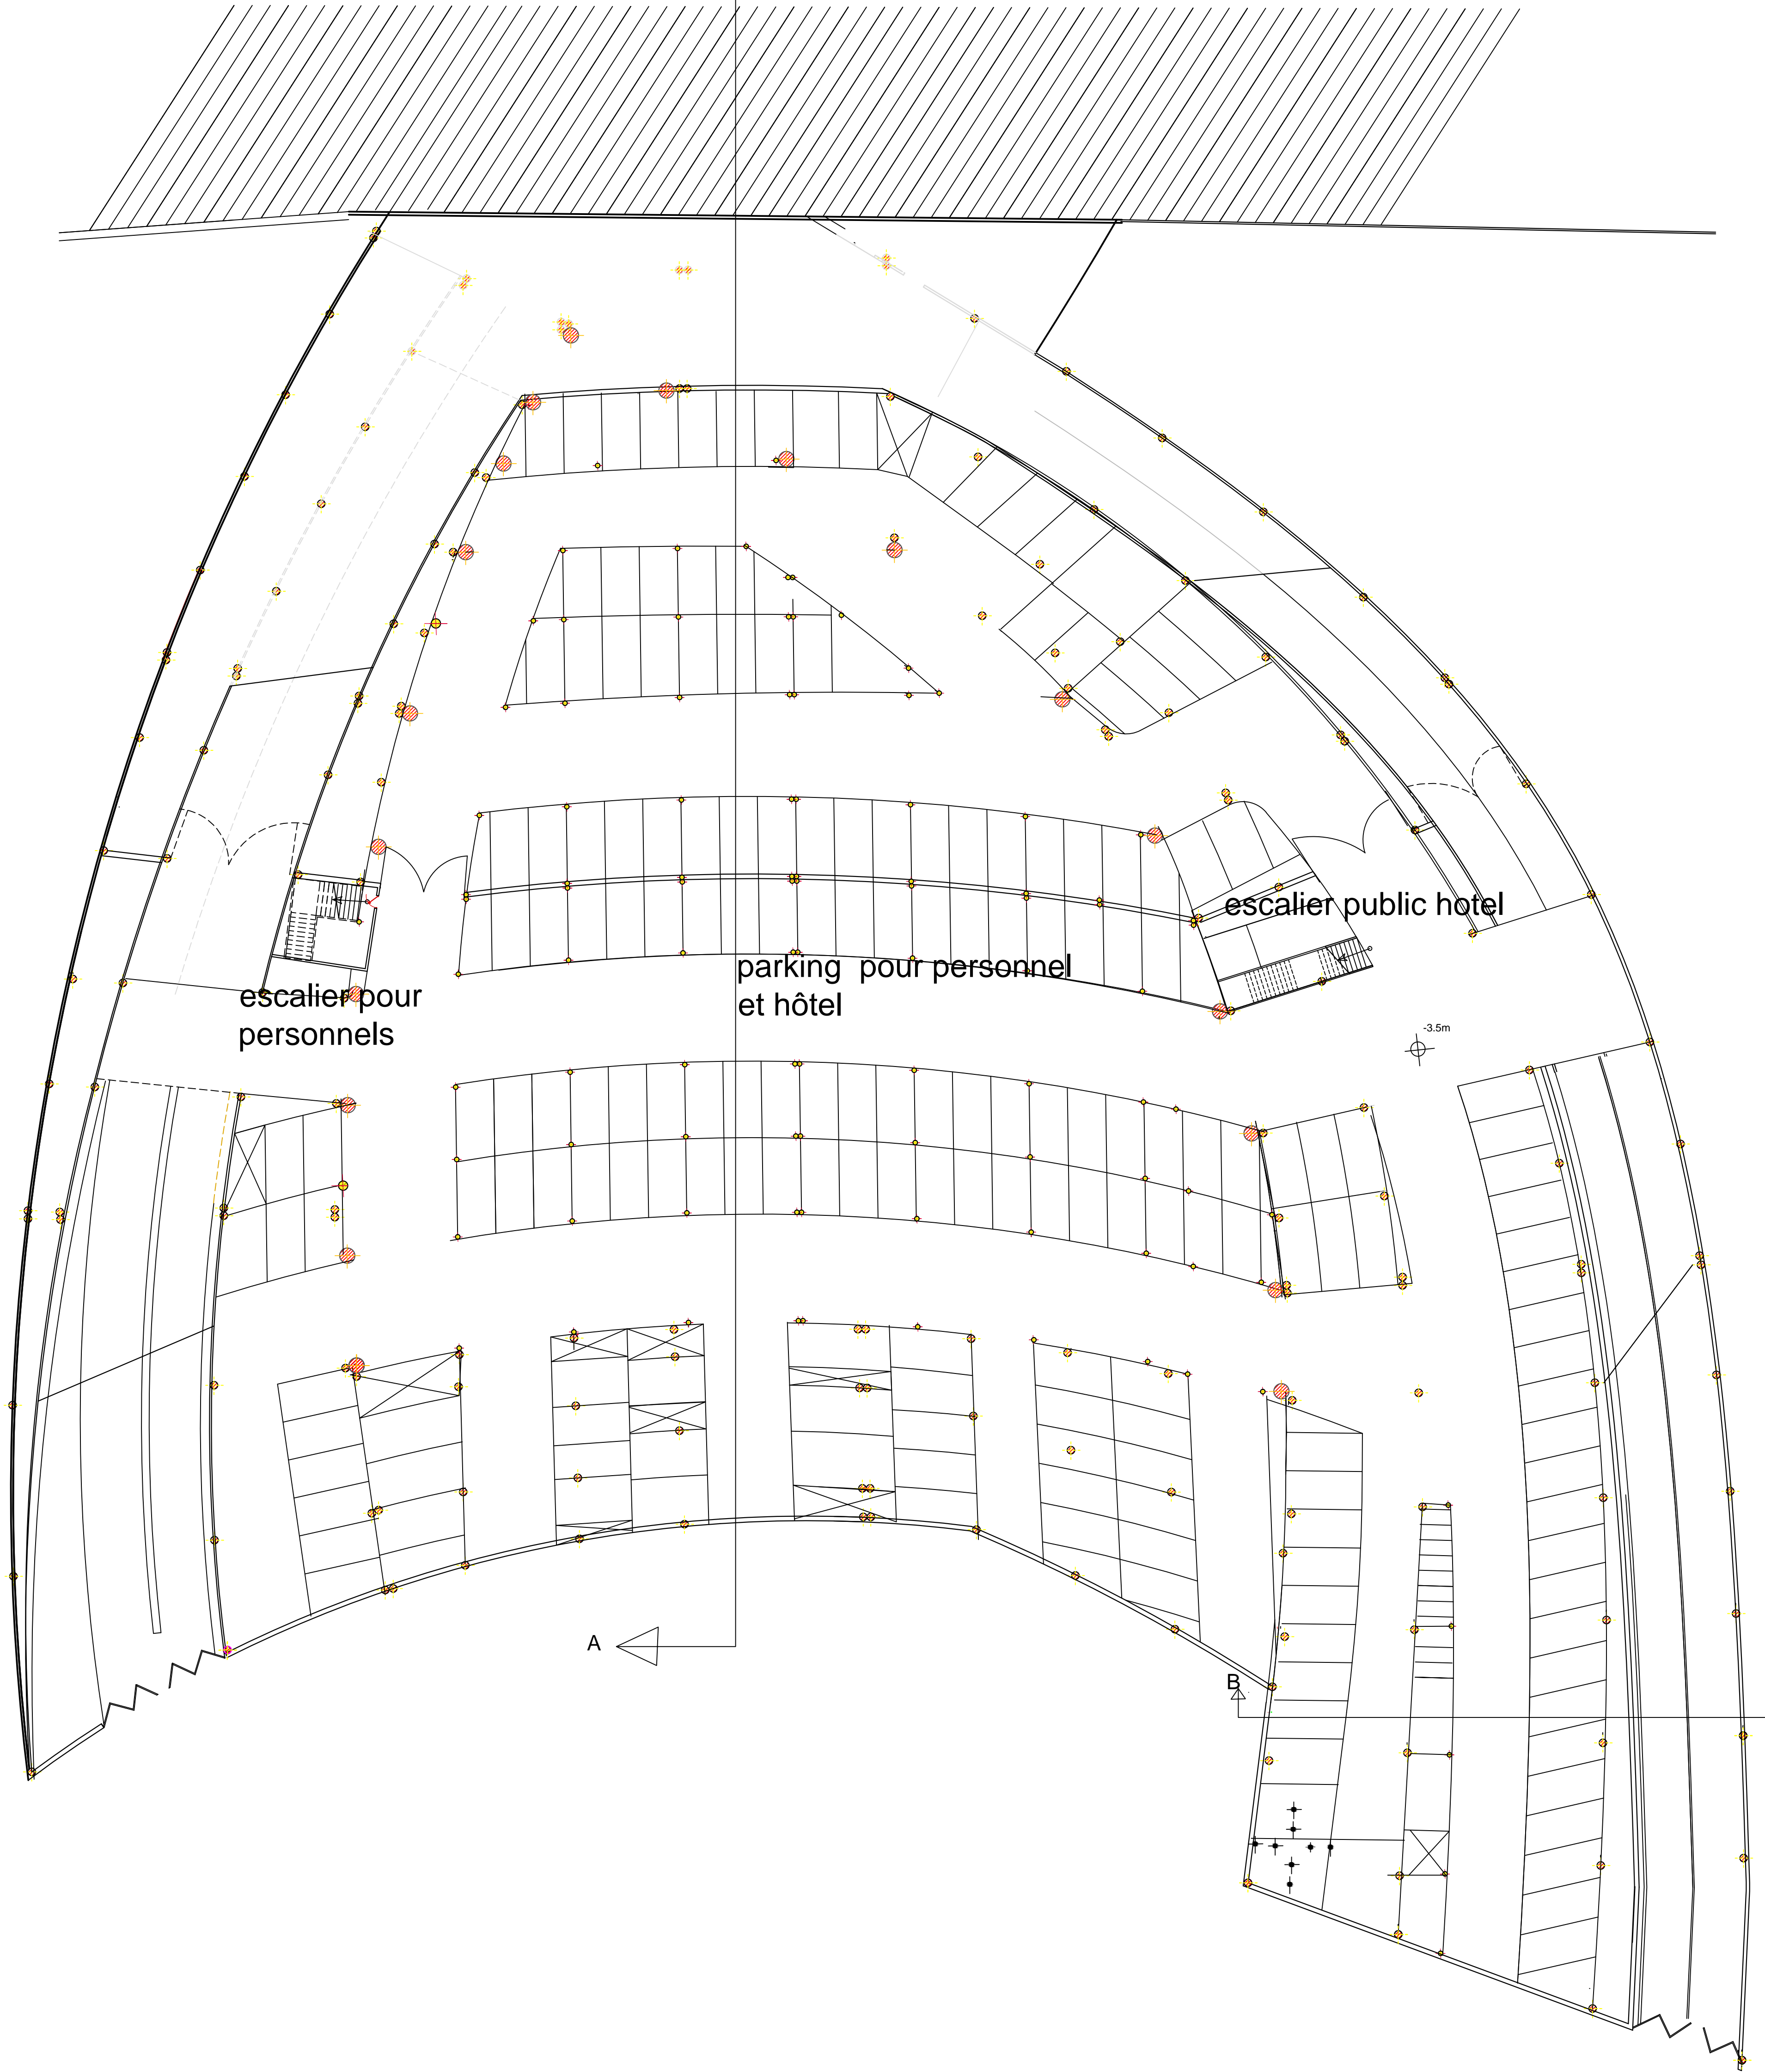 escalier public hotel
parking pour personnel
et hôtel
escalier pour
personnels
-3.5m
A
B